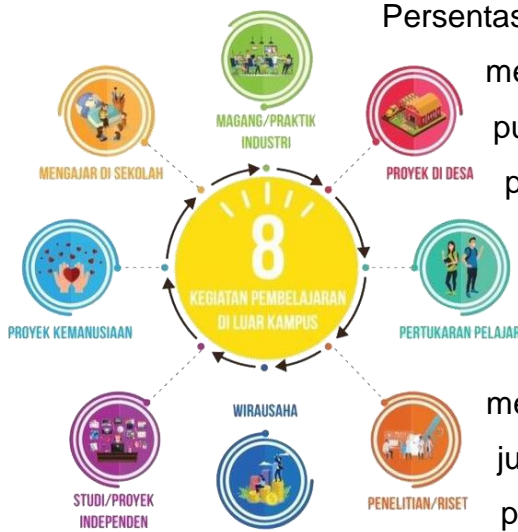 Persentas
me
pu
p
MAGANG/PRAKTIK
INDUSTRI
MENGAJAR DI SEKOLAH
PROYEK DI DESA
8
KEGIATAN PEMBELAJARAN
DI LUAR KAMPUS
PROYEK KEMANUSIAAN
PERTUKARAN PELAJAR
WIRAUSAHA
STUDI/PROYEK
INDEPENDEN
PENELITIAN/RISET
me
ju
p